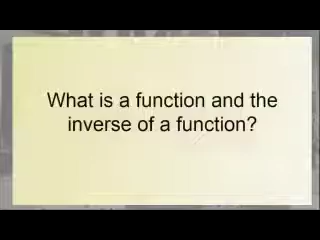 What is a function and the
inverse of a function?